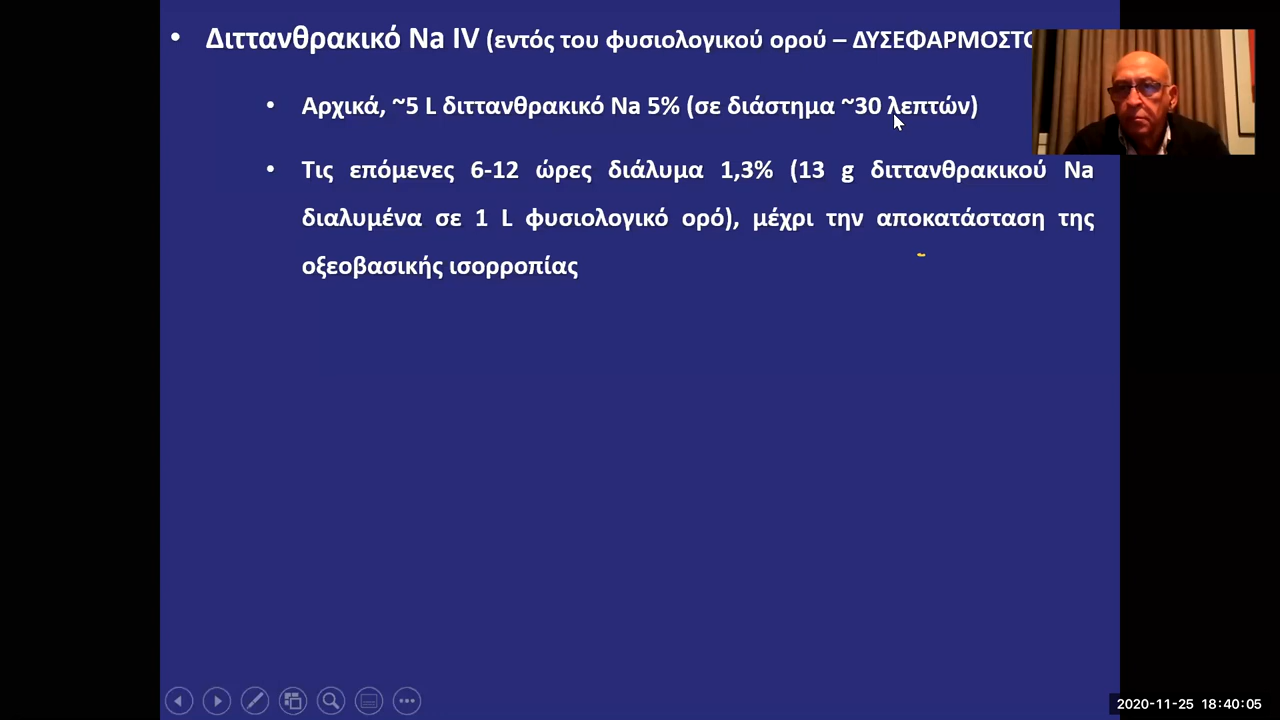 • Διττανθρακικό Na IV (εντός του φυσιολογικού ορού –
• Αρχικά, ~5 L διττανθρακικό Na 5% (σε διάστημα ~30 λεπτών)
• Τις επόμενες 6-12 ώρες διάλυμα 1,3% (13 g διττανθρακικού Na
διαλυμένα σε 1 L φυσιολογικό ορό), μέχρι την αποκατάσταση της
οξεοβασικής ισορροπίας
2020-11-25 18:40:05